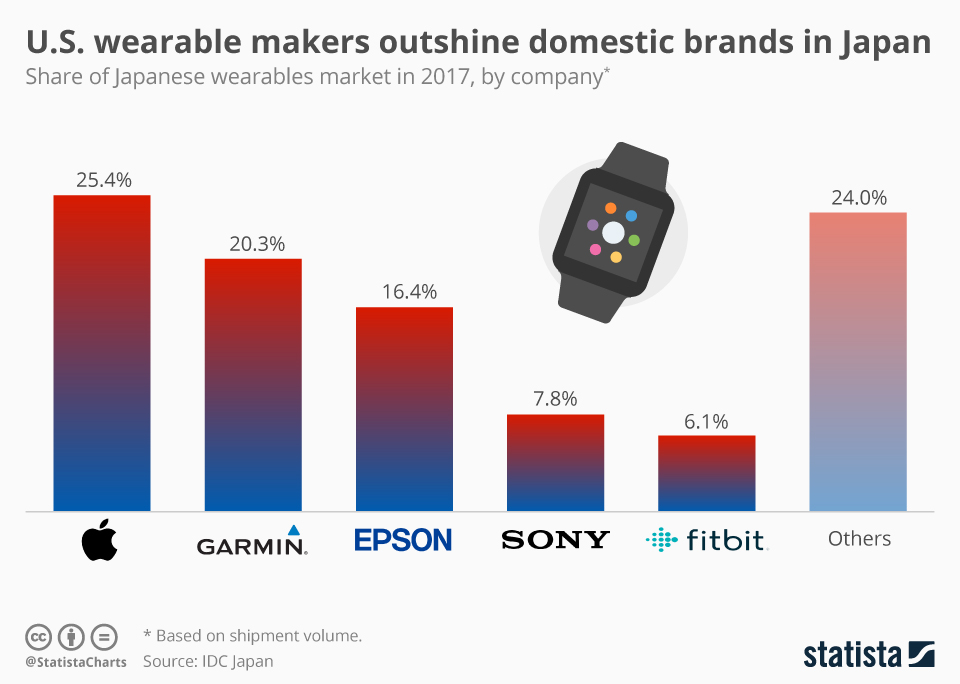 U.S. wearable makers outshine domestic brands in Japan
Share of Japanese wearables market in 2017, by company*
25.4%
20.3%
16.4%
7.8%
6.1%
24.0%
GARMIN.
EPSON
SONY
fitbit.
Others
cc
@StatistaCharts
* Based on shipment volume.
Source: IDC Japan
statista